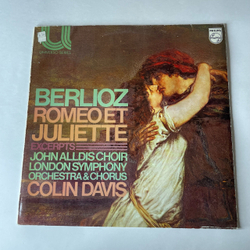 BERLIOZ
ROMEO ET
JULIETTE
EXCERPTS
JOHN ALLDIS CHOIR
LONDON SYMPHONY
ORCHESTRA & CHORUS
COLIN DAVIS
PHILIPS